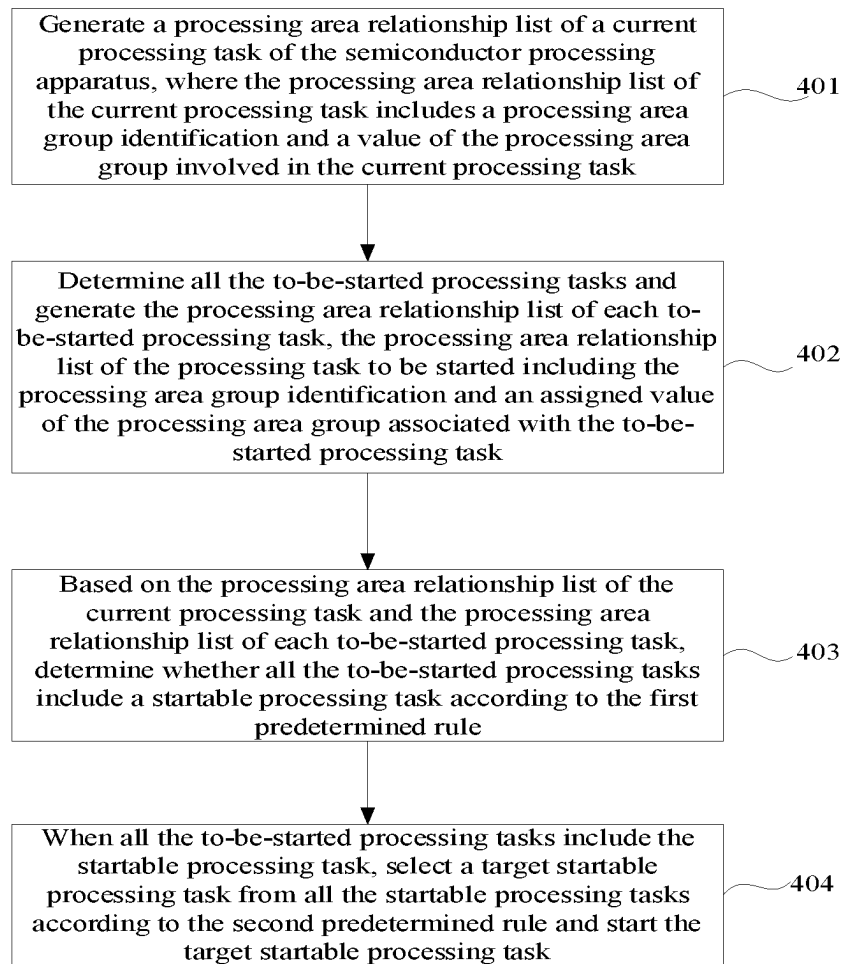 Generate a processing area relationship list of a current
processing task of the semiconductor processing
apparatus, where the processing area relationship list of
the current processing task includes a processing area
group identification and a value of the processing area
group involved in the current processing task
401
Determine all the to-be-started processing tasks and
generate the processing area relationship list of each to-
be-started processing task, the processing area relationship
list of the processing task to be started including the
processing area group identification and an assigned value
of the processing area group associated with the to-be-
started processing task
402
Based on the processing area relationship list of the
current processing task and the processing area
relationship list of each to-be-started processing task,
determine whether all the to-be-started processing tasks
include a startable processing task according to the first
predetermined rule
403
When all the to-be-started processing tasks include the
startable processing task, select a target startable
processing task from all the startable processing tasks
according to the second predetermined rule and start the
target startable processing task
404